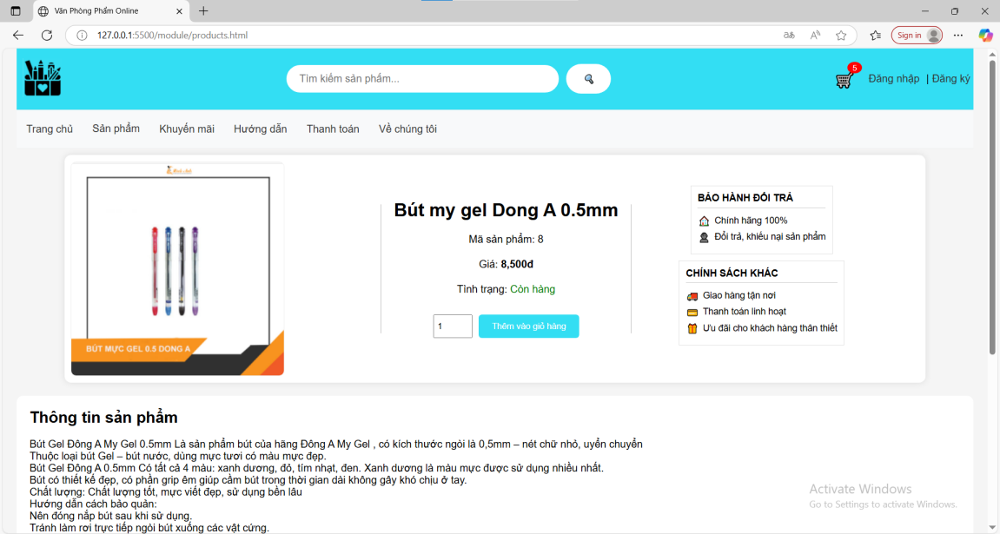 Văn Phòng Phẩm Online
127.0.0.1:5500/module/products.html
Sign in
Tìm kiếm sản phẩm...
5
Đăng nhập | Đăng ký
Trang chủ Sản phẩm Khuyến mãi Hướng dẫn Thanh toán Về chúng tôi
BÚT MỰC GEL 0.5 DONG A
Bút my gel Dong A 0.5mm
Mã sản phẩm: 8
Giá: 8,500đ
Tình trạng: Còn hàng
1 Thêm vào giỏ hàng
BẢO HÀNH ĐỔI TRẢ
Chính hãng 100%
Đổi trả, khiếu nại sản phẩm
CHÍNH SÁCH KHÁC
Giao hàng tận nơi
Thanh toán linh hoạt
Ưu đãi cho khách hàng thân thiết
Thông tin sản phẩm
Bút Gel Đông A My Gel 0.5mm Là sản phẩm bút của hãng Đông A My Gel , có kích thước ngòi là 0,5mm – nét chữ nhỏ, uyển chuyển
Thuộc loại bút Gel – bút nước, dùng mực tươi có màu mực đẹp.
Bút Gel Đông A 0.5mm Có tất cả 4 màu: xanh dương, đỏ, tím nhạt, đen. Xanh dương là màu mực được sử dụng nhiều nhất.
Bút có thiết kế đẹp, có phần grip êm giúp cầm bút trong thời gian dài không gây khó chịu ở tay.
Chất lượng: Chất lượng tốt, mực viết đẹp, sử dụng bền lâu
Hướng dẫn cách bảo quản:
Nên đóng nắp bút sau khi sử dụng.
Tránh làm rơi trực tiếp ngòi bút xuống các vật cứng.
Activate Windows
Go to Settings to activate Windows.